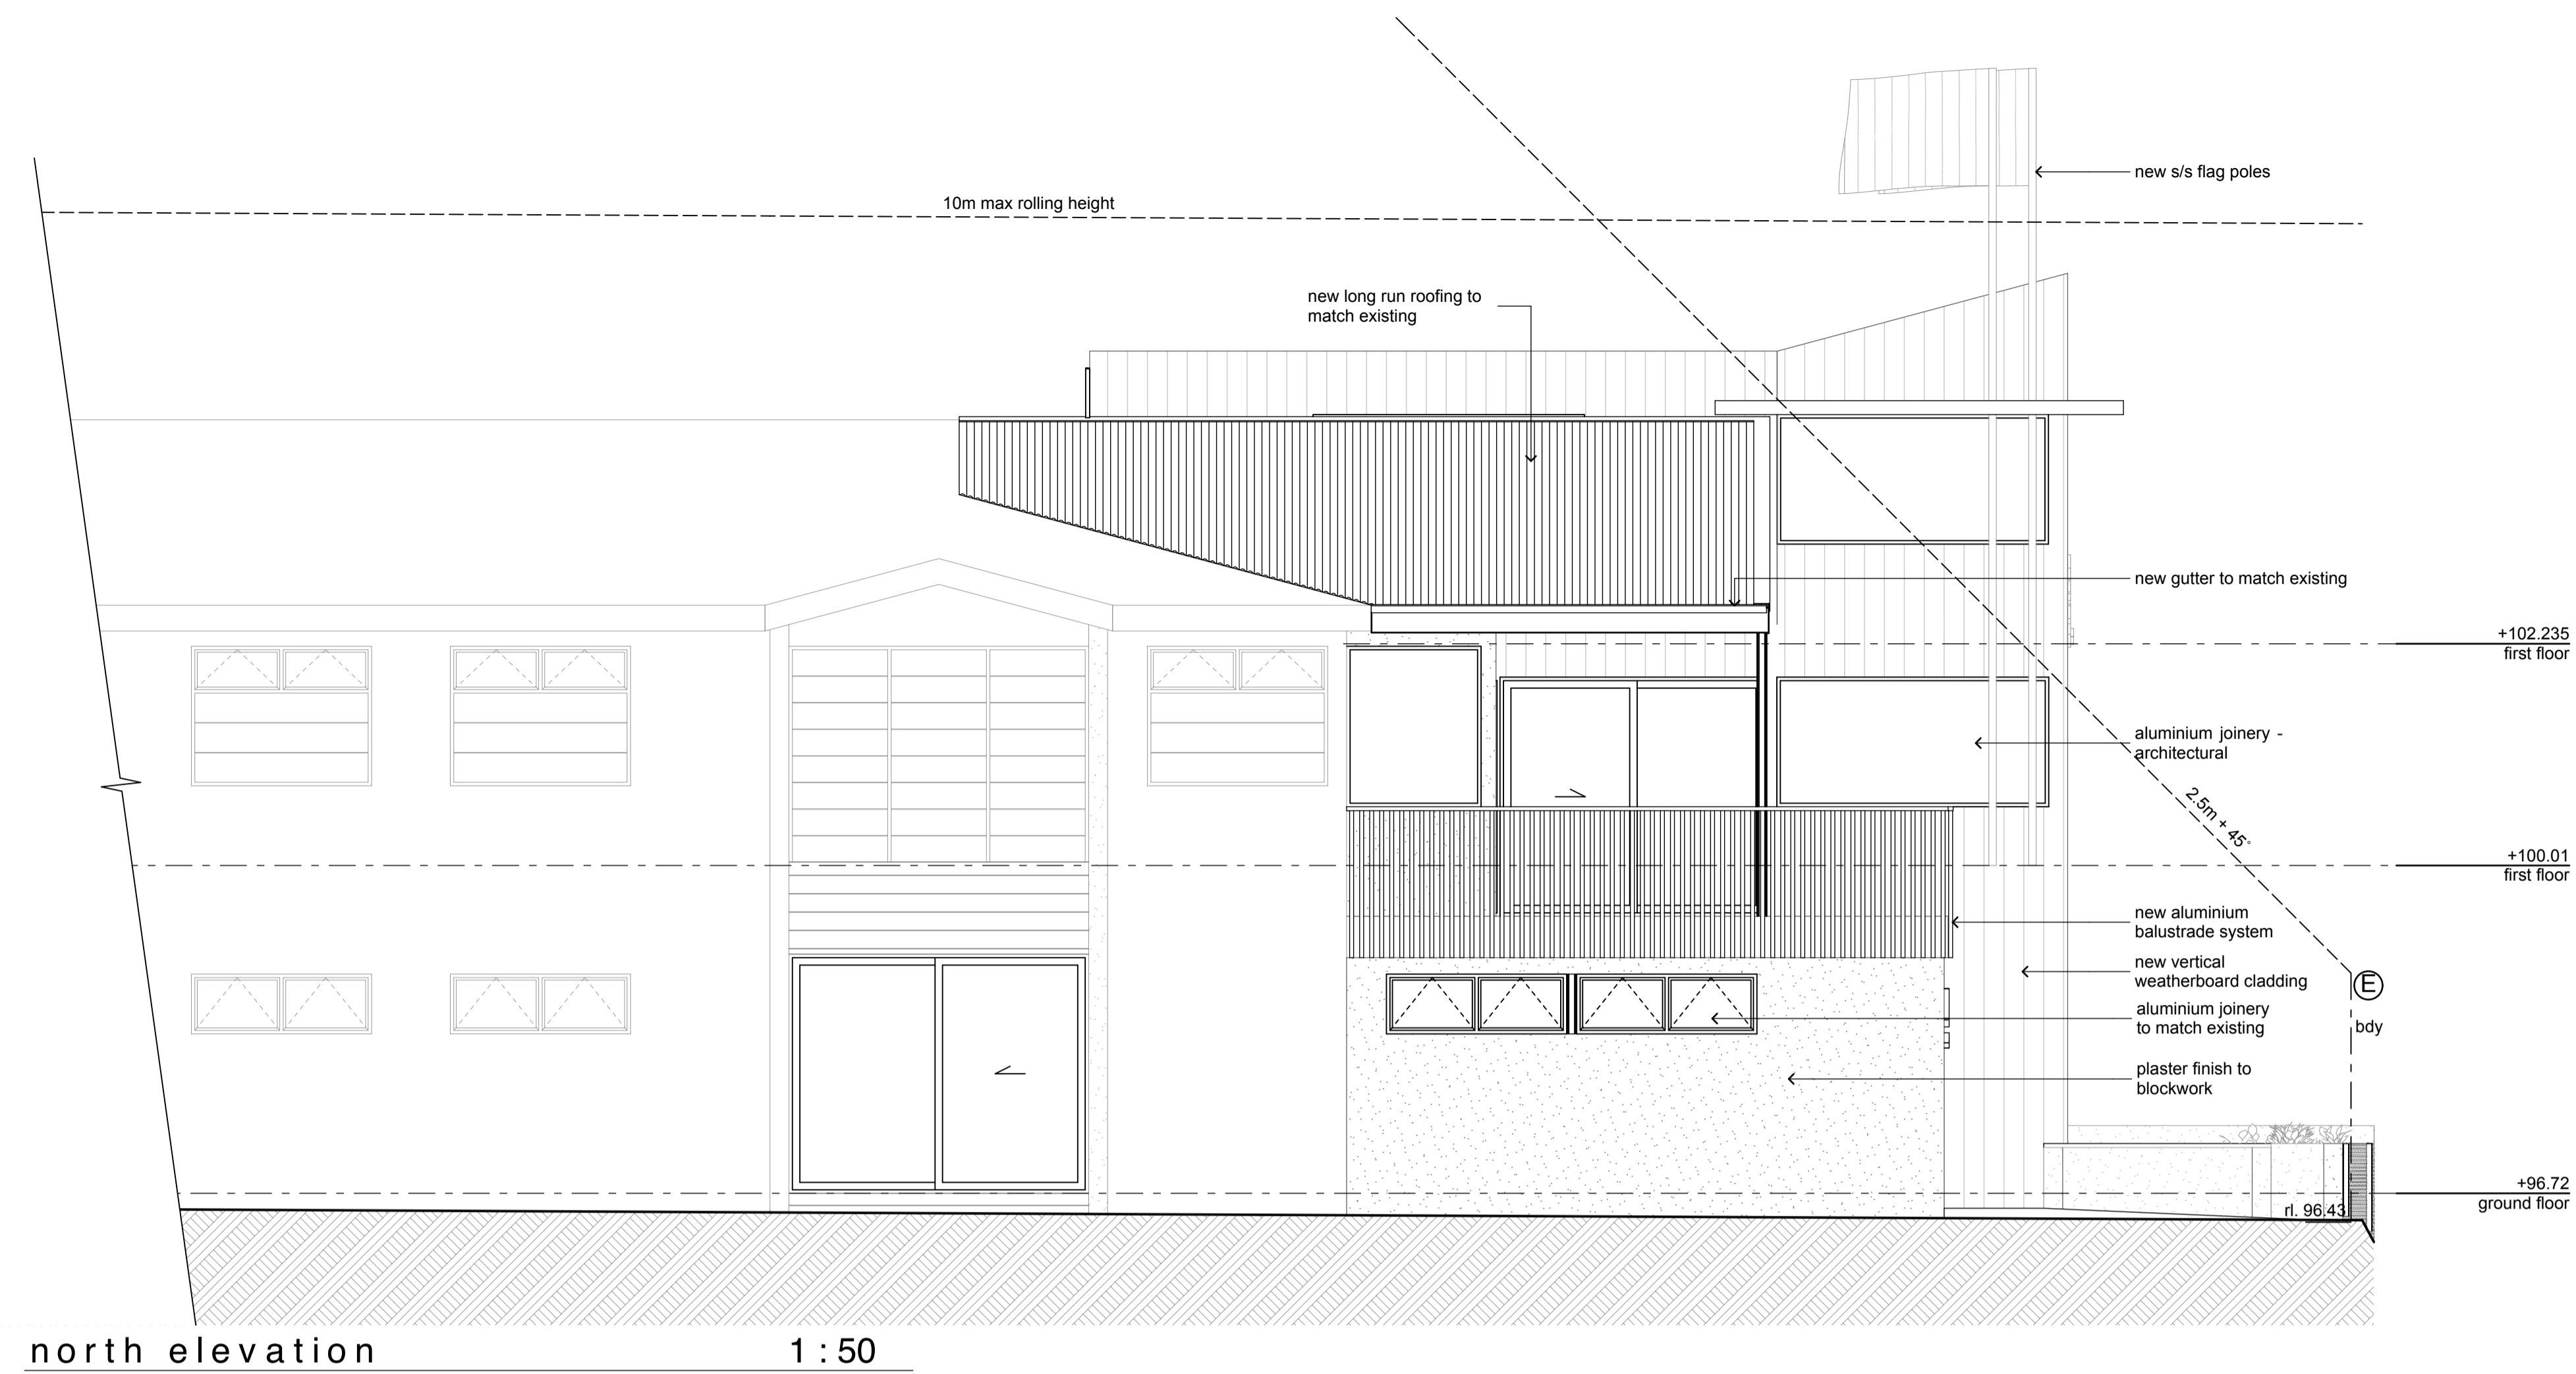 new s/s flag poles
10m max rolling height
new long run roofing to
match existing
new gutter to match existing
+102.235
first floor
aluminium joinery -
architectural
2.5m + 45°
+100.01
first floor
new aluminium
balustrade system
new vertical
weatherboard cladding
E
aluminium joinery
to match existing
bdy
plaster finish to
blockwork
+96.72
ground floor
rl. 96.43
north elevation
1 : 50